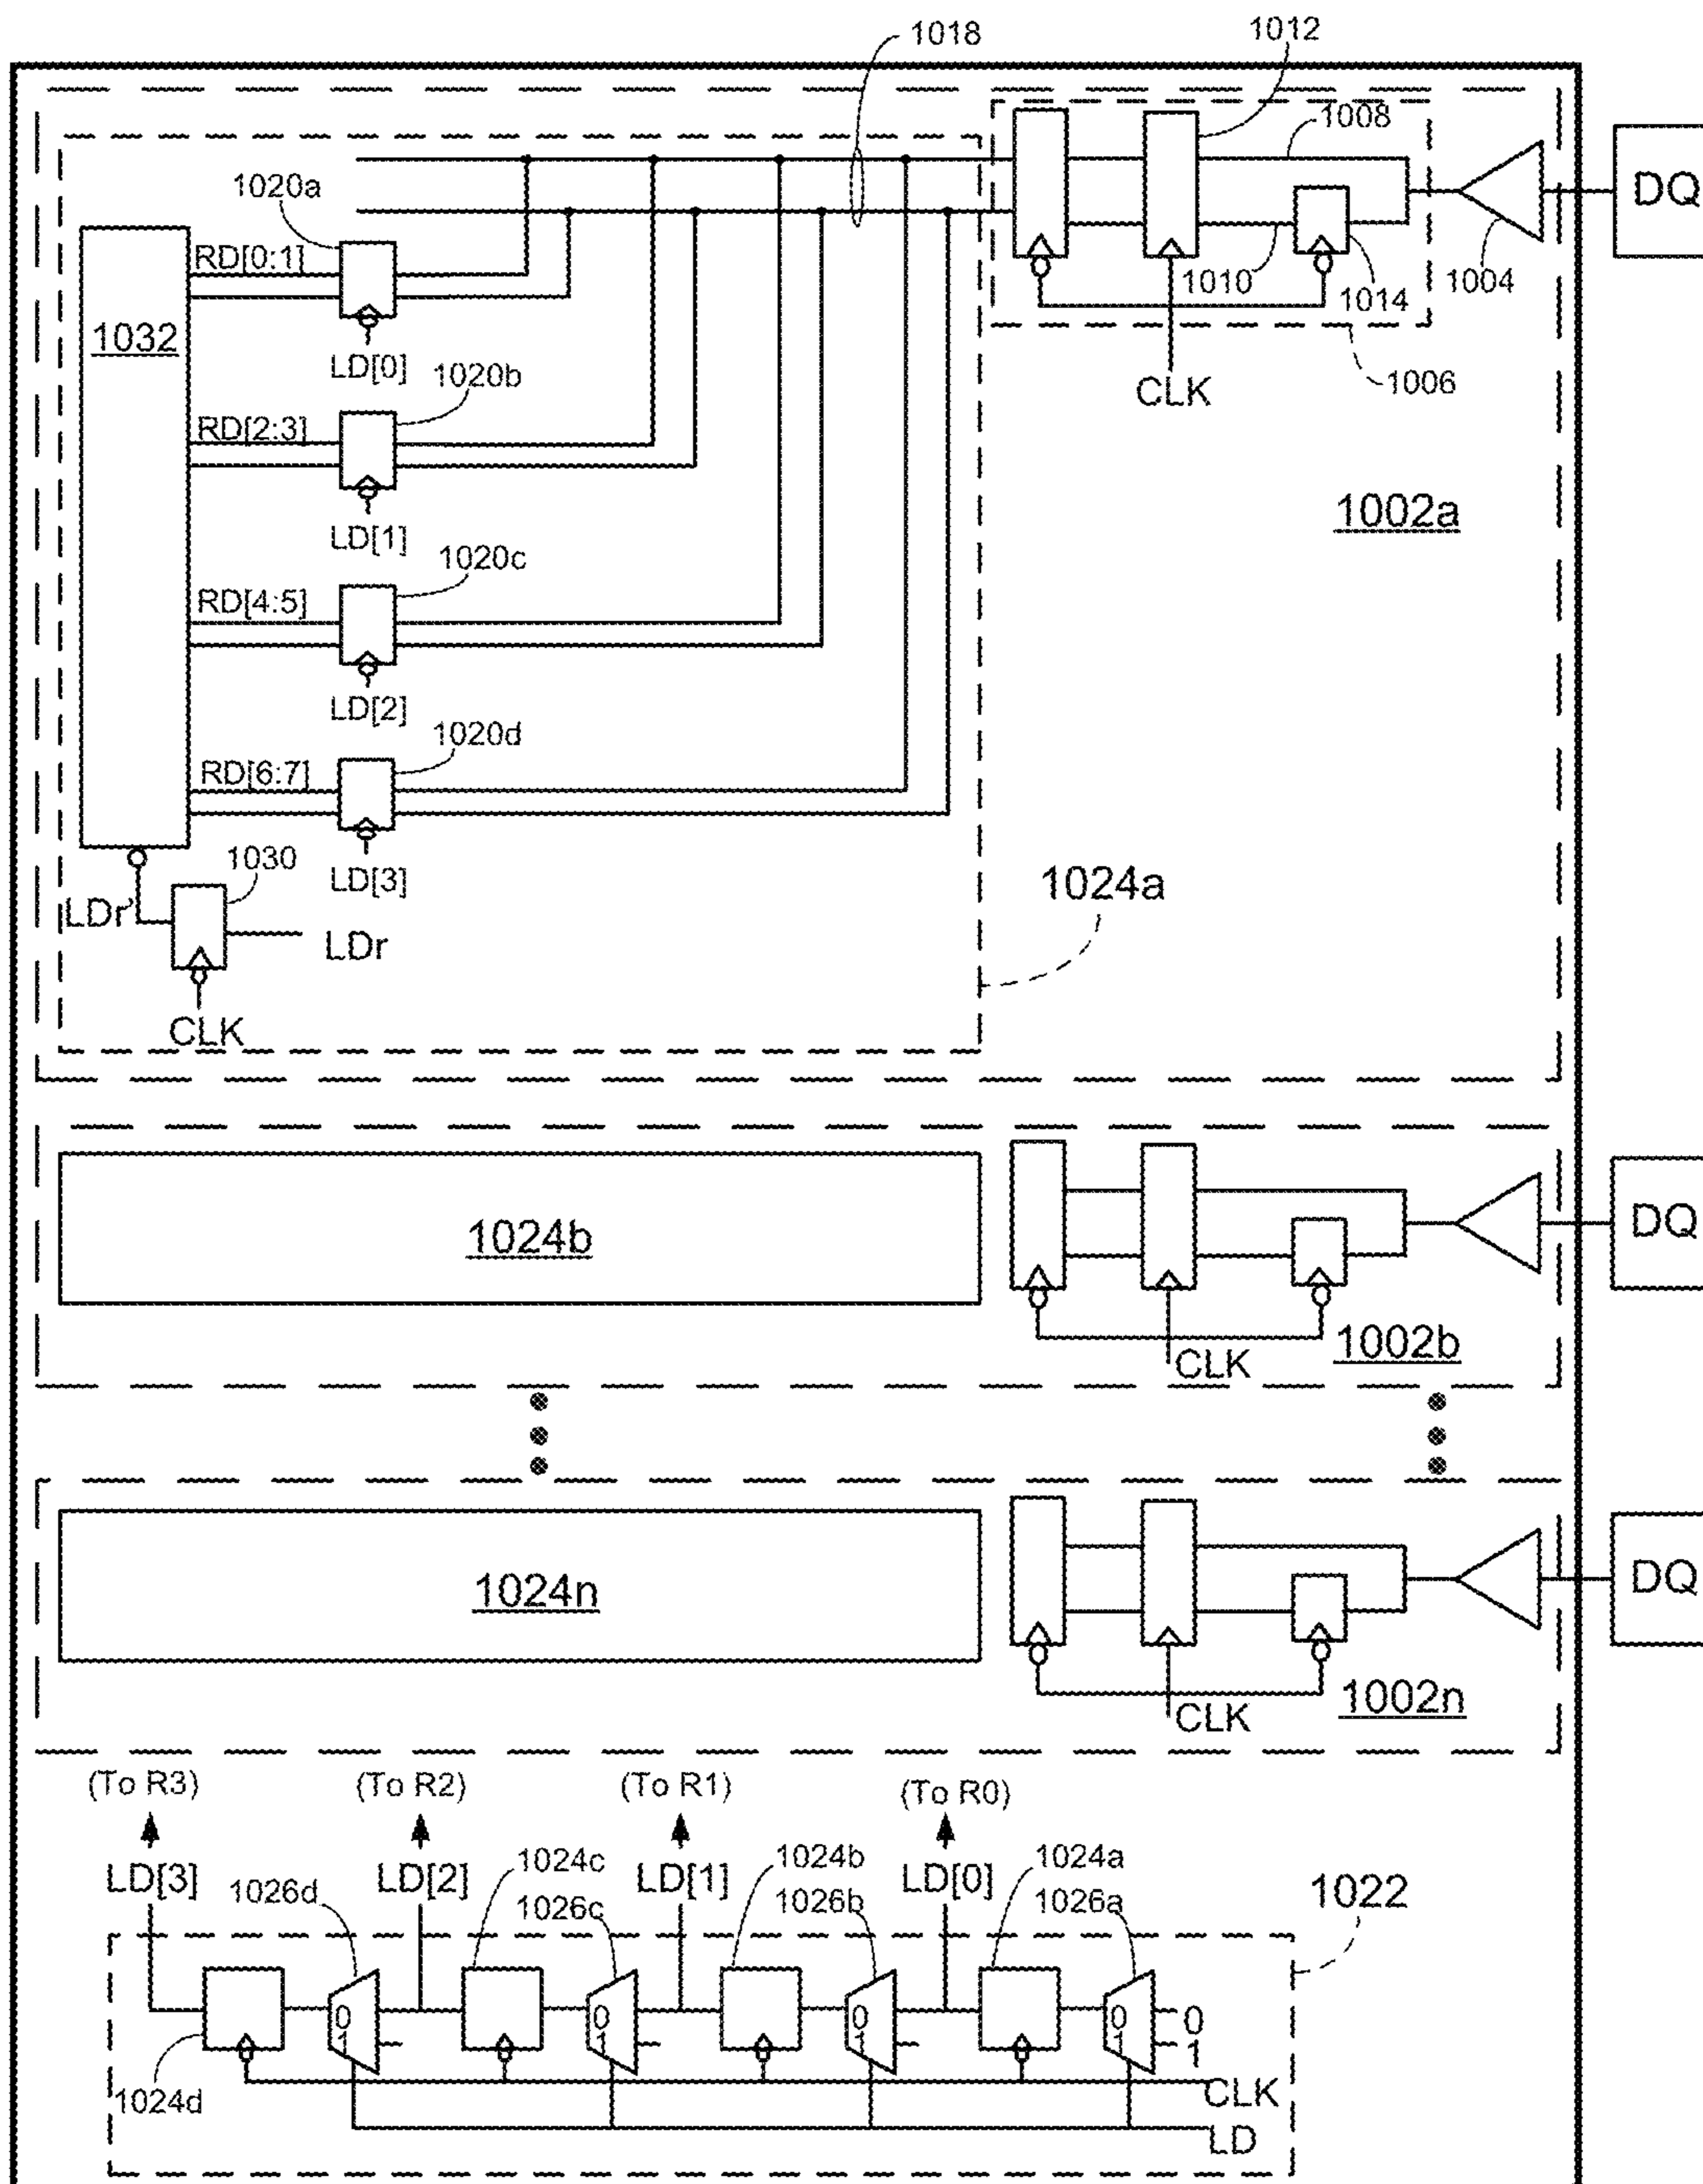 1018
1012
1008
1020a
DQ
RD[0:1]
1010
1014
1004
1032
LD[0]
1020b
CLK
1006
RD[2:3]
1002a
LD[1]
1020c
RD[4:5]
LD[2]
1020d
RD[6:7]
1030
LD[3]
1024a
LDr'
LDr
CLK
1024b
DQ
1002b
CLK
1024n
DQ
1002n
CLK
(To R3)
(To R2)
(To R1)
(To R0)
LD[3]
1026d
LD[2]
1024c
1026c
LD[1]
1024b
1026b
LD[0]
1024a
1026a
1022
0
1
0
1
0
1
0
1
0
1
1024d
CLK
LD